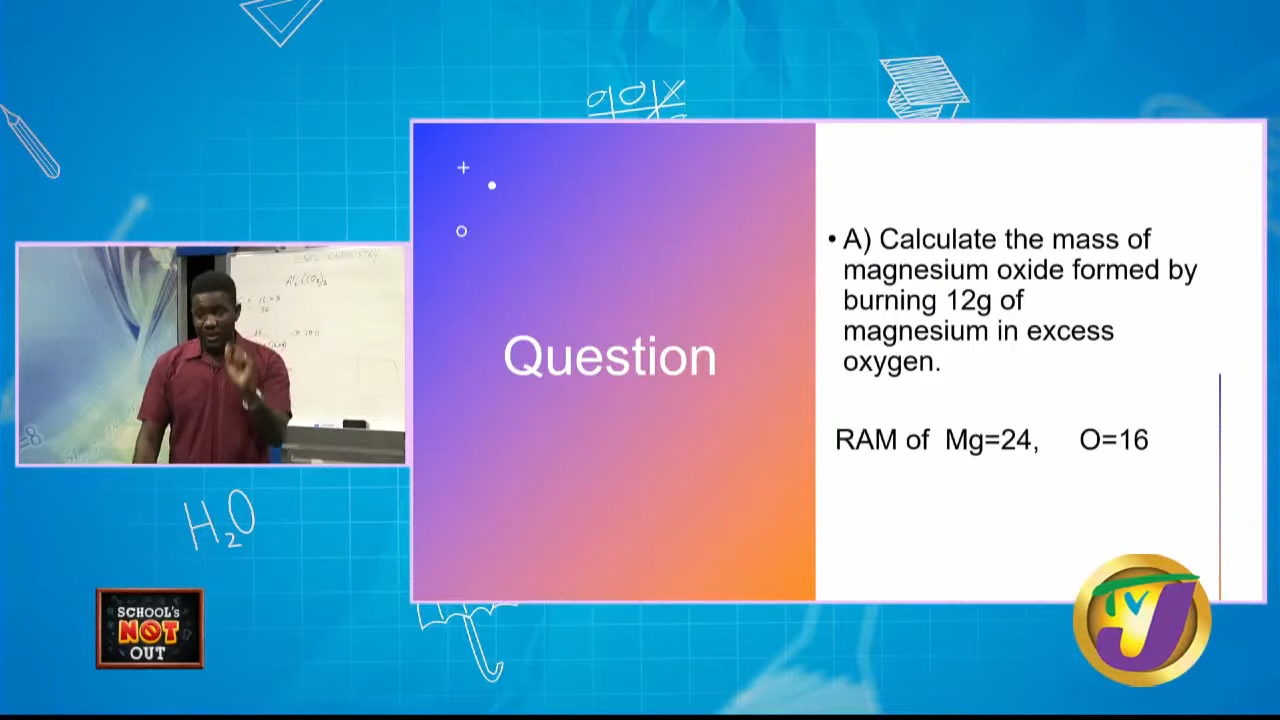 Question
• A) Calculate the mass of
magnesium oxide formed by
burning 12g of
magnesium in excess
oxygen.
RAM of Mg=24, O=16
H₂O
SCHOOL's
NOT
OUT
TVJ